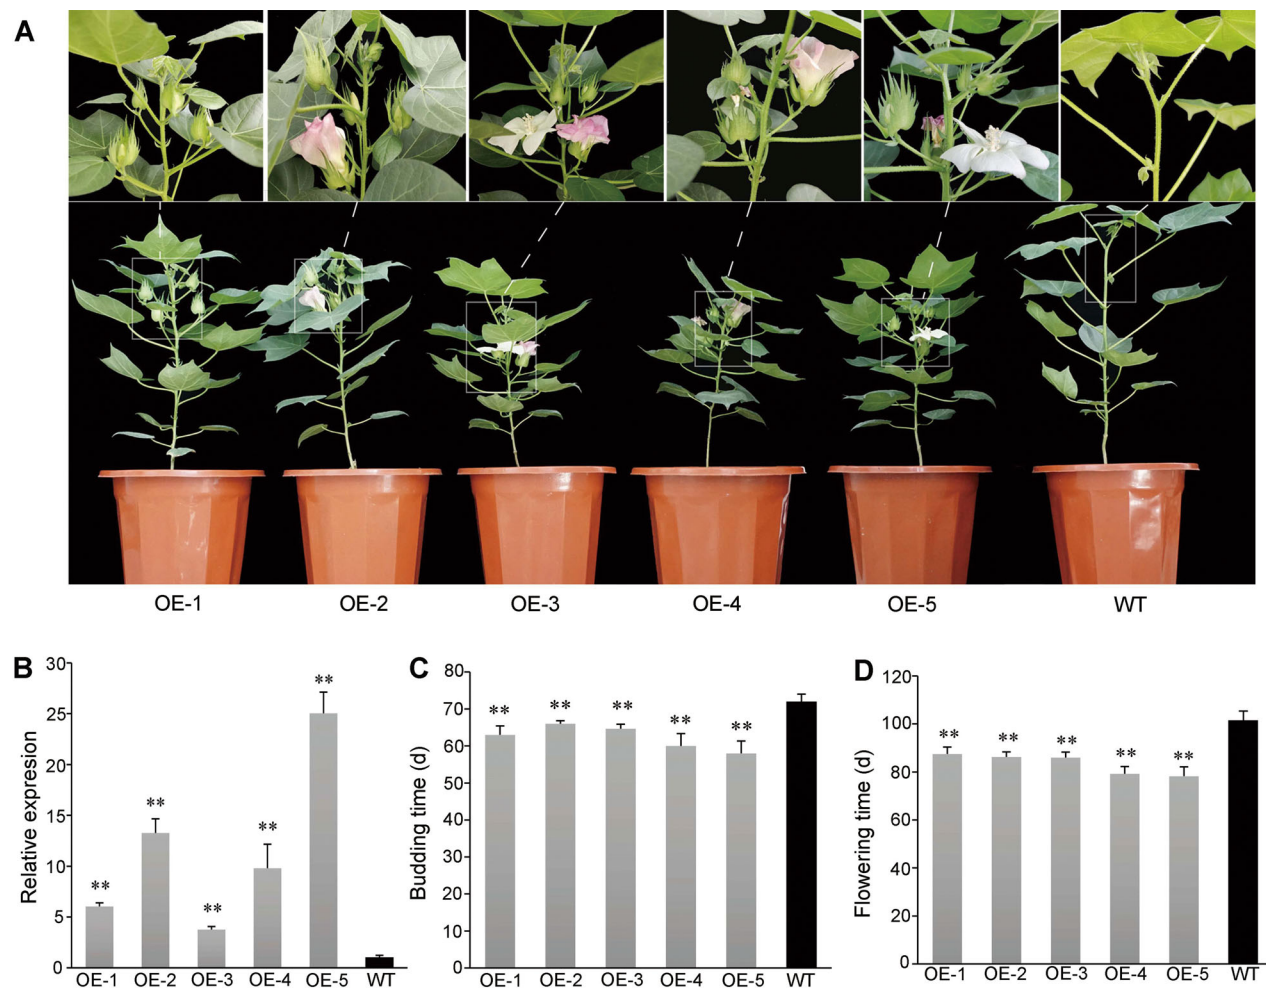 A
OE-1 OE-2 OE-3 OE-4 OE-5 WT
B
30
25
20
15
10
5
0
Relative expresion
** ** ** ** **
OE-1 OE-2 OE-3 OE-4 OE-5 WT
C
80
70
60
50
40
30
20
10
0
Budding time (d)
** ** ** ** **
OE-1 OE-2 OE-3 OE-4 OE-5 WT
D
120
100
80
60
40
20
0
Flowering time (d)
** ** ** ** **
OE-1 OE-2 OE-3 OE-4 OE-5 WT